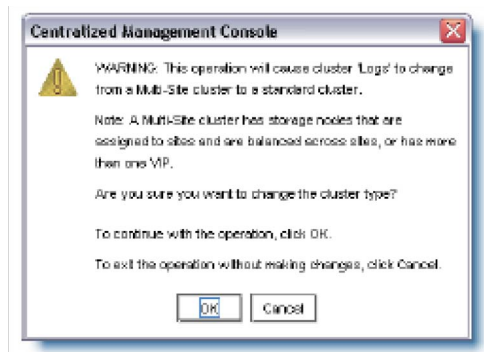 Centralized Management Console
WARNING: This operation will cause cluster 'Logs' to change
from a Multi-Site cluster to a standard cluster.
Note: A Multi-Site cluster has storage nodes that are
assigned to sites and are balanced across sites, or has more
than one VIP.
Are you sure you want to change the cluster type?
To continue with the operation, click OK.
To exit the operation without making changes, click Cancel.
OK
Cancel